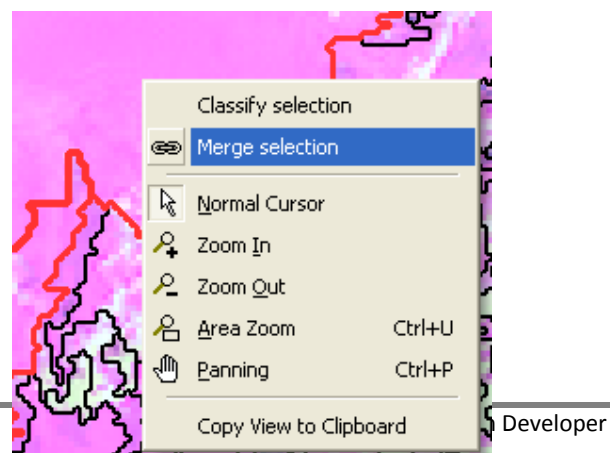 Classify selection
Merge selection
Normal Cursor
Zoom In
Zoom Out
Area Zoom Ctrl+U
Panning Ctrl+P
Copy View to Clipboard
Developer